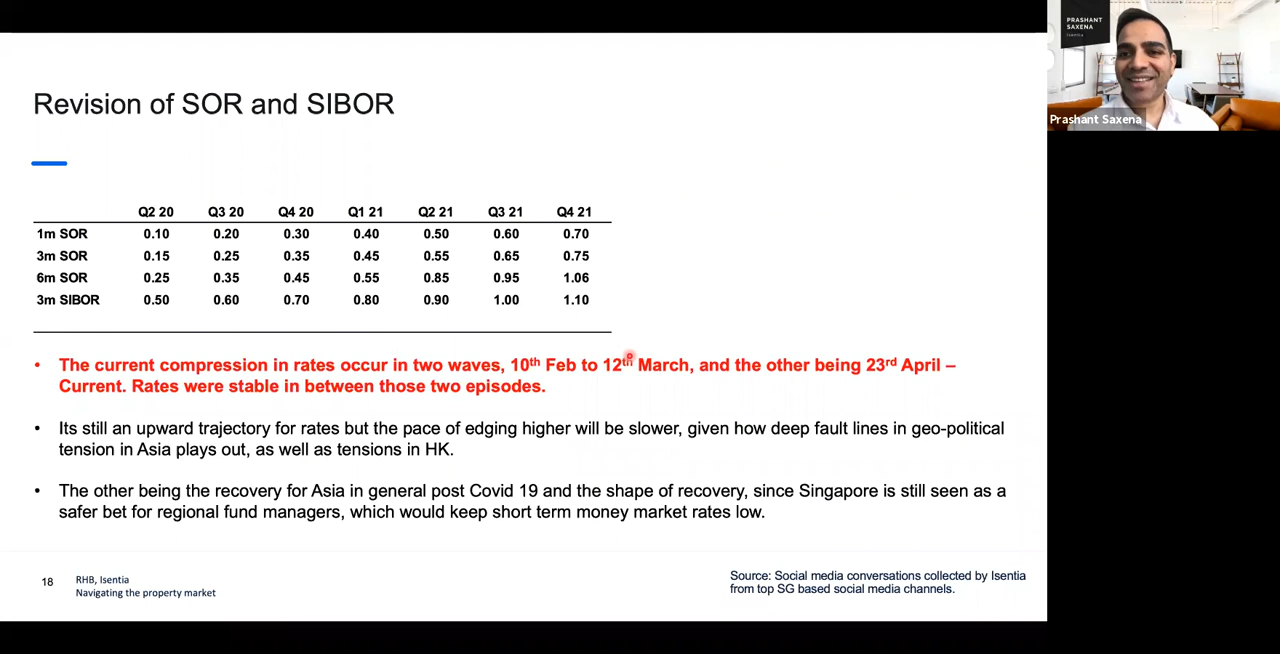 Revision of SOR and SIBOR
Q2 20 Q3 20 Q4 20 Q1 21 Q2 21 Q3 21 Q4 21
1m SOR 0.10 0.20 0.30 0.40 0.50 0.60 0.70
3m SOR 0.15 0.25 0.35 0.45 0.55 0.65 0.75
6m SOR 0.25 0.35 0.45 0.55 0.85 0.95 1.06
3m SIBOR 0.50 0.60 0.70 0.80 0.90 1.00 1.10
• The current compression in rates occur in two waves, 10th Feb to 12th March, and the other being 23rd April –
Current. Rates were stable in between those two episodes.
• Its still an upward trajectory for rates but the pace of edging higher will be slower, given how deep fault lines in geo-political
tension in Asia plays out, as well as tensions in HK.
• The other being the recovery for Asia in general post Covid 19 and the shape of recovery, since Singapore is still seen as a
safer bet for regional fund managers, which would keep short term money market rates low.
18
RHB, Isentia
Navigating the property market
Source: Social media conversations collected by Isentia
from top SG based social media channels.
PRASHANT
SAXENA
isentia
Prashant Saxena